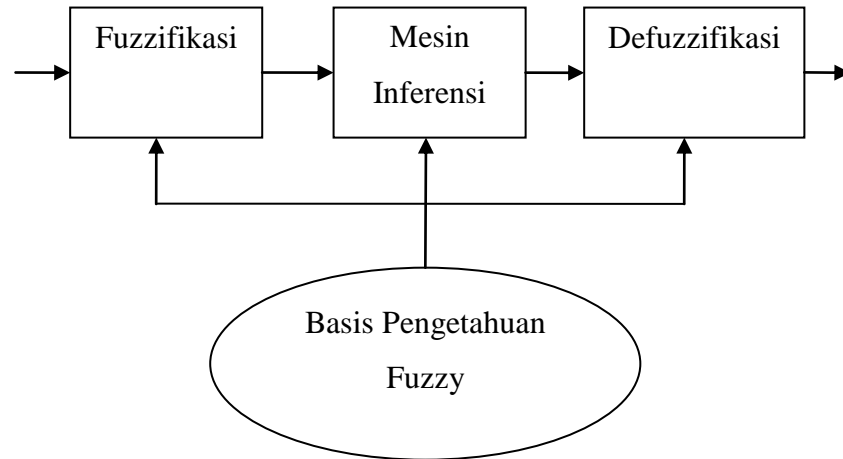 Fuzzifikasi
Mesin
Inferensi
Defuzzifikasi
Basis Pengetahuan
Fuzzy